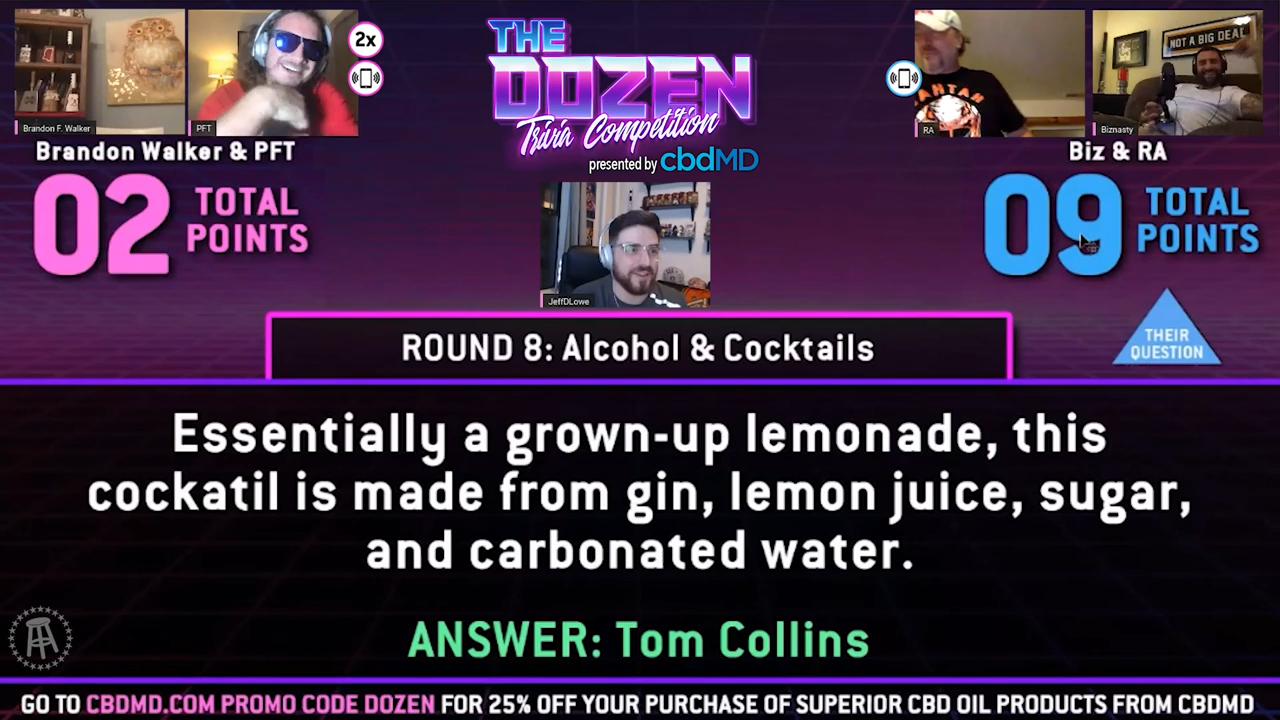 THE
DOZEN
Trivia Competition
presented by cbdMD
2x
Brandon F. Walker
PFT
RA
Biznasty
NOT A BIG DEAL
Brandon Walker & PFT
Biz & RA
02
TOTAL
POINTS
09
TOTAL
POINTS
JeffDLowe
THEIR
QUESTION
ROUND 8: Alcohol & Cocktails
Essentially a grown-up lemonade, this
cockatil is made from gin, lemon juice, sugar,
and carbonated water.
ANSWER: Tom Collins
GO TO CBDMD.COM PROMO CODE DOZEN FOR 25% OFF YOUR PURCHASE OF SUPERIOR CBD OIL PRODUCTS FROM CBDMD